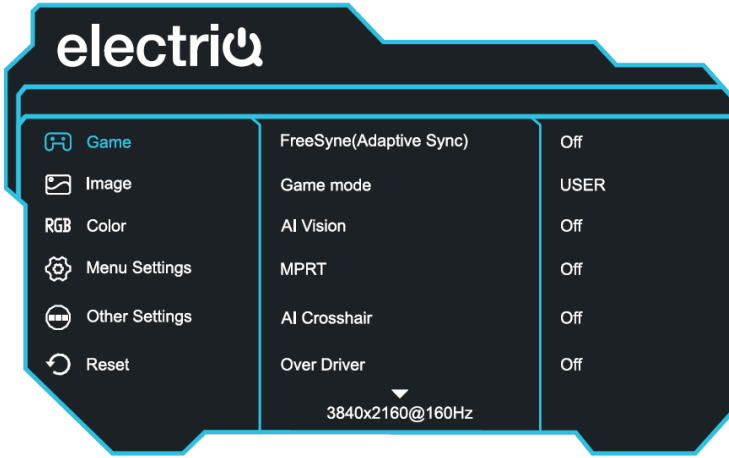 electriQ
Game FreeSyne(Adaptive Sync) Off
Image Game mode USER
RGB Color AI Vision Off
Menu Settings MPRT Off
Other Settings AI Crosshair Off
Reset Over Driver Off
3840x2160@160Hz